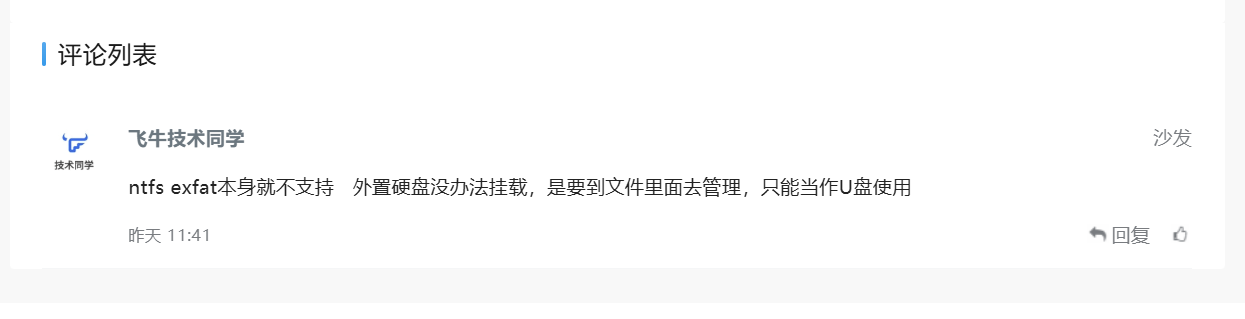 评论列表
飞牛技术同学
沙发
技术同学
ntfs exfat本身就不支持 外置硬盘没办法挂载，是要到文件里面去管理，只能当作U盘使用
昨天 11:41
回复